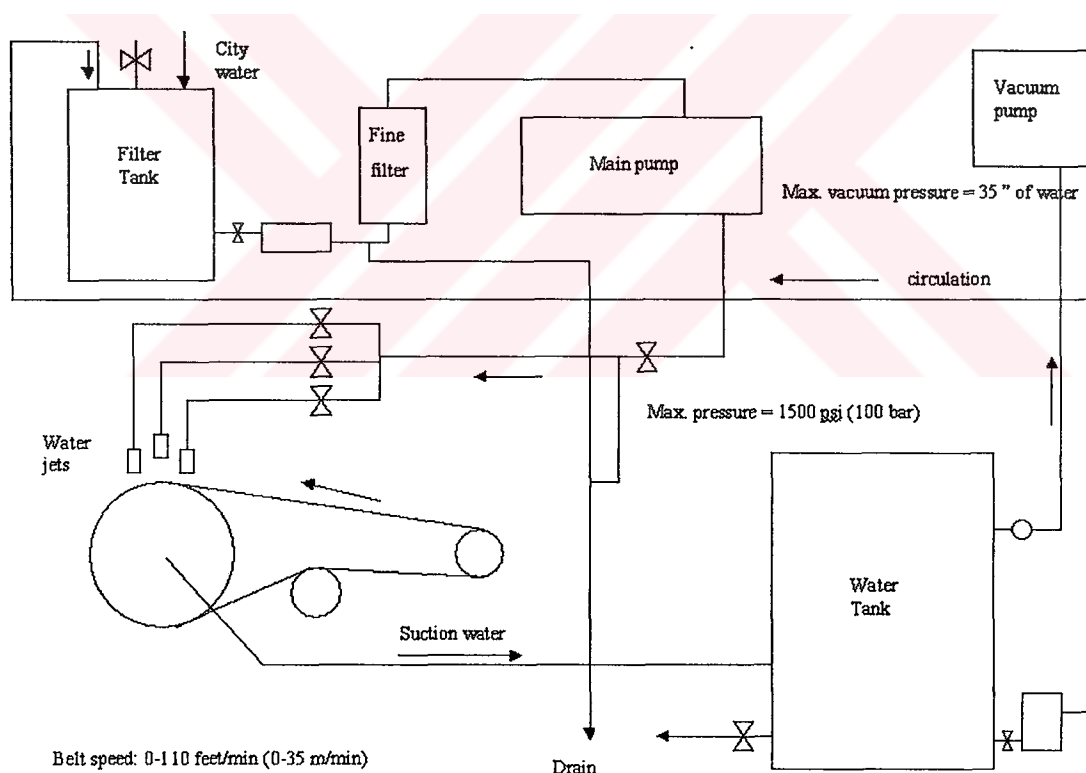 City
water
Filter
Tank
Fine
filter
Main pump
Vacuum
pump
Max. vacuum pressure = 35 " of water
circulation
Max. pressure = 1500 psi (100 bar)
Water
jets
Water
Tank
Suction water
Belt speed: 0-110 feet/min (0-35 m/min)
Drain